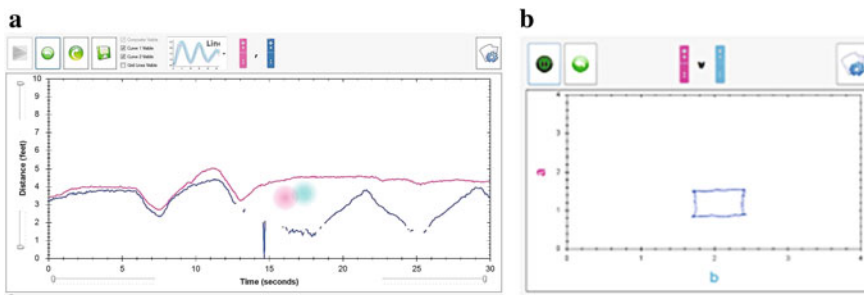 a
Composite Visible
Curve 1 Visible
Curve 2 Visible
Grid Lines Visible
Line
,
10
9
8
7
6
5
4
3
2
1
0
Distance (feet)
0 5 10 15 20 25 30
Time (seconds)
b
v
4
3
2
1
0
a
0 1 2 3 4
b